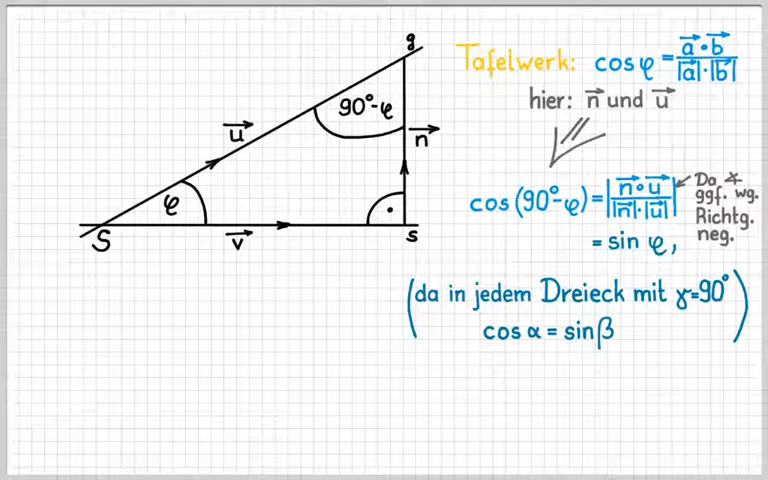 g
90°-φ
u
n
φ
S
v
s
Tafelwerk: cos φ = a∘b / |a|·|b|
hier: n und u
cos (90°-φ) = |n∘u / |n|·|u||
= sin φ,
Da ∢
ggf. wg.
Richtg.
neg.
(da in jedem Dreieck mit γ=90°
cos α = sin β)